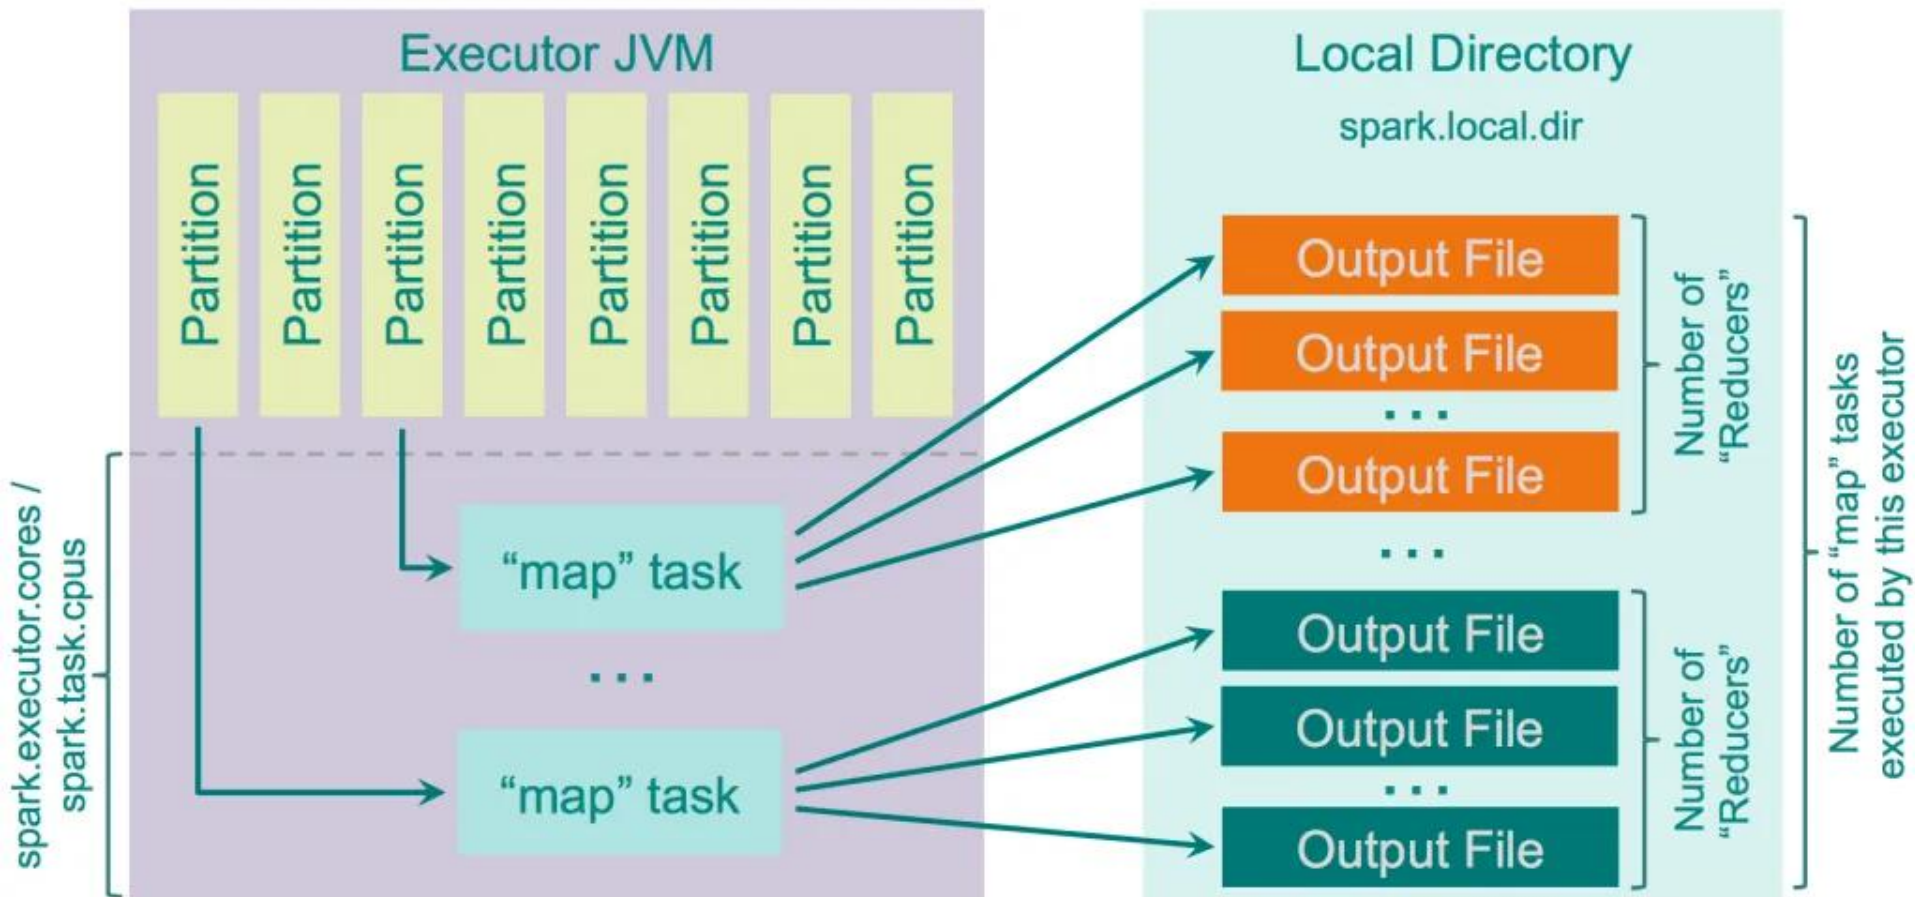 Executor JVM
Partition
Partition
Partition
Partition
Partition
Partition
Partition
Partition
spark.executor.cores /
spark.task.cpus
“map” task
...
“map” task
Local Directory
spark.local.dir
Output File
Output File
...
Output File
Number of
“Reducers”
...
Output File
Output File
...
Output File
Number of
“Reducers”
Number of “map” tasks
executed by this executor